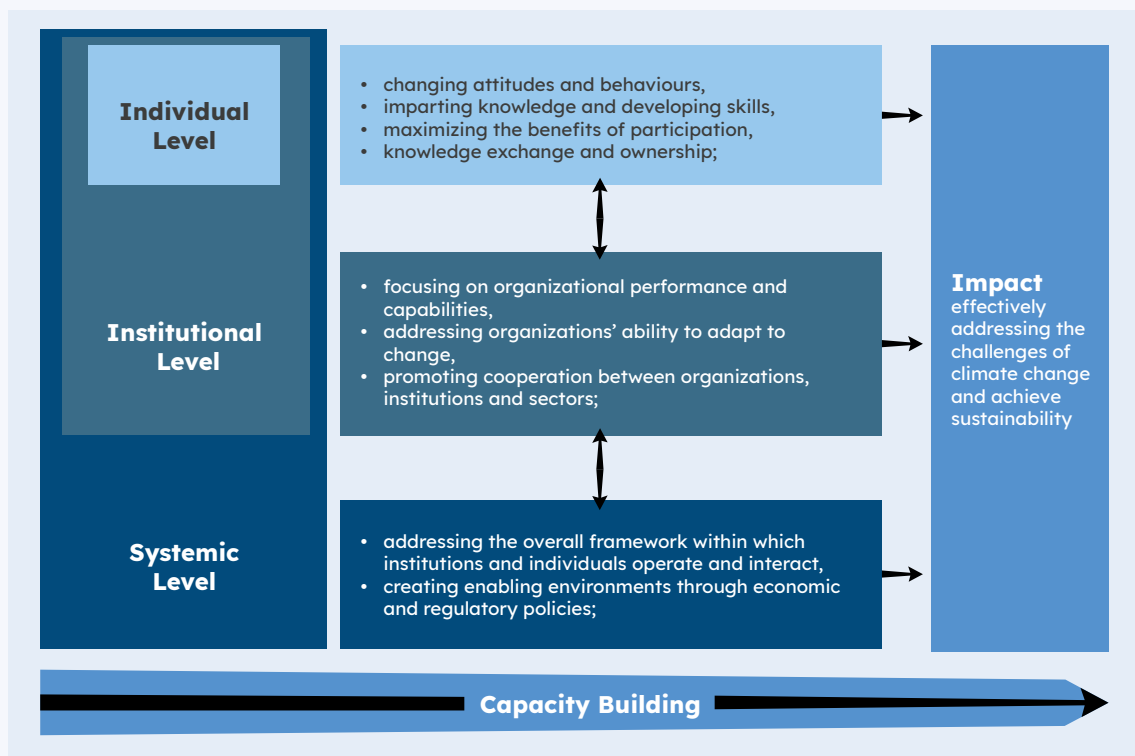 Individual
Level
• changing attitudes and behaviours,
• imparting knowledge and developing skills,
• maximizing the benefits of participation,
• knowledge exchange and ownership;
Institutional
Level
• focusing on organizational performance and
capabilities,
• addressing organizations’ ability to adapt to
change,
• promoting cooperation between organizations,
institutions and sectors;
Systemic
Level
• addressing the overall framework within which
institutions and individuals operate and interact,
• creating enabling environments through economic
and regulatory policies;
Impact
effectively
addressing the
challenges of
climate change
and achieve
sustainability
Capacity Building